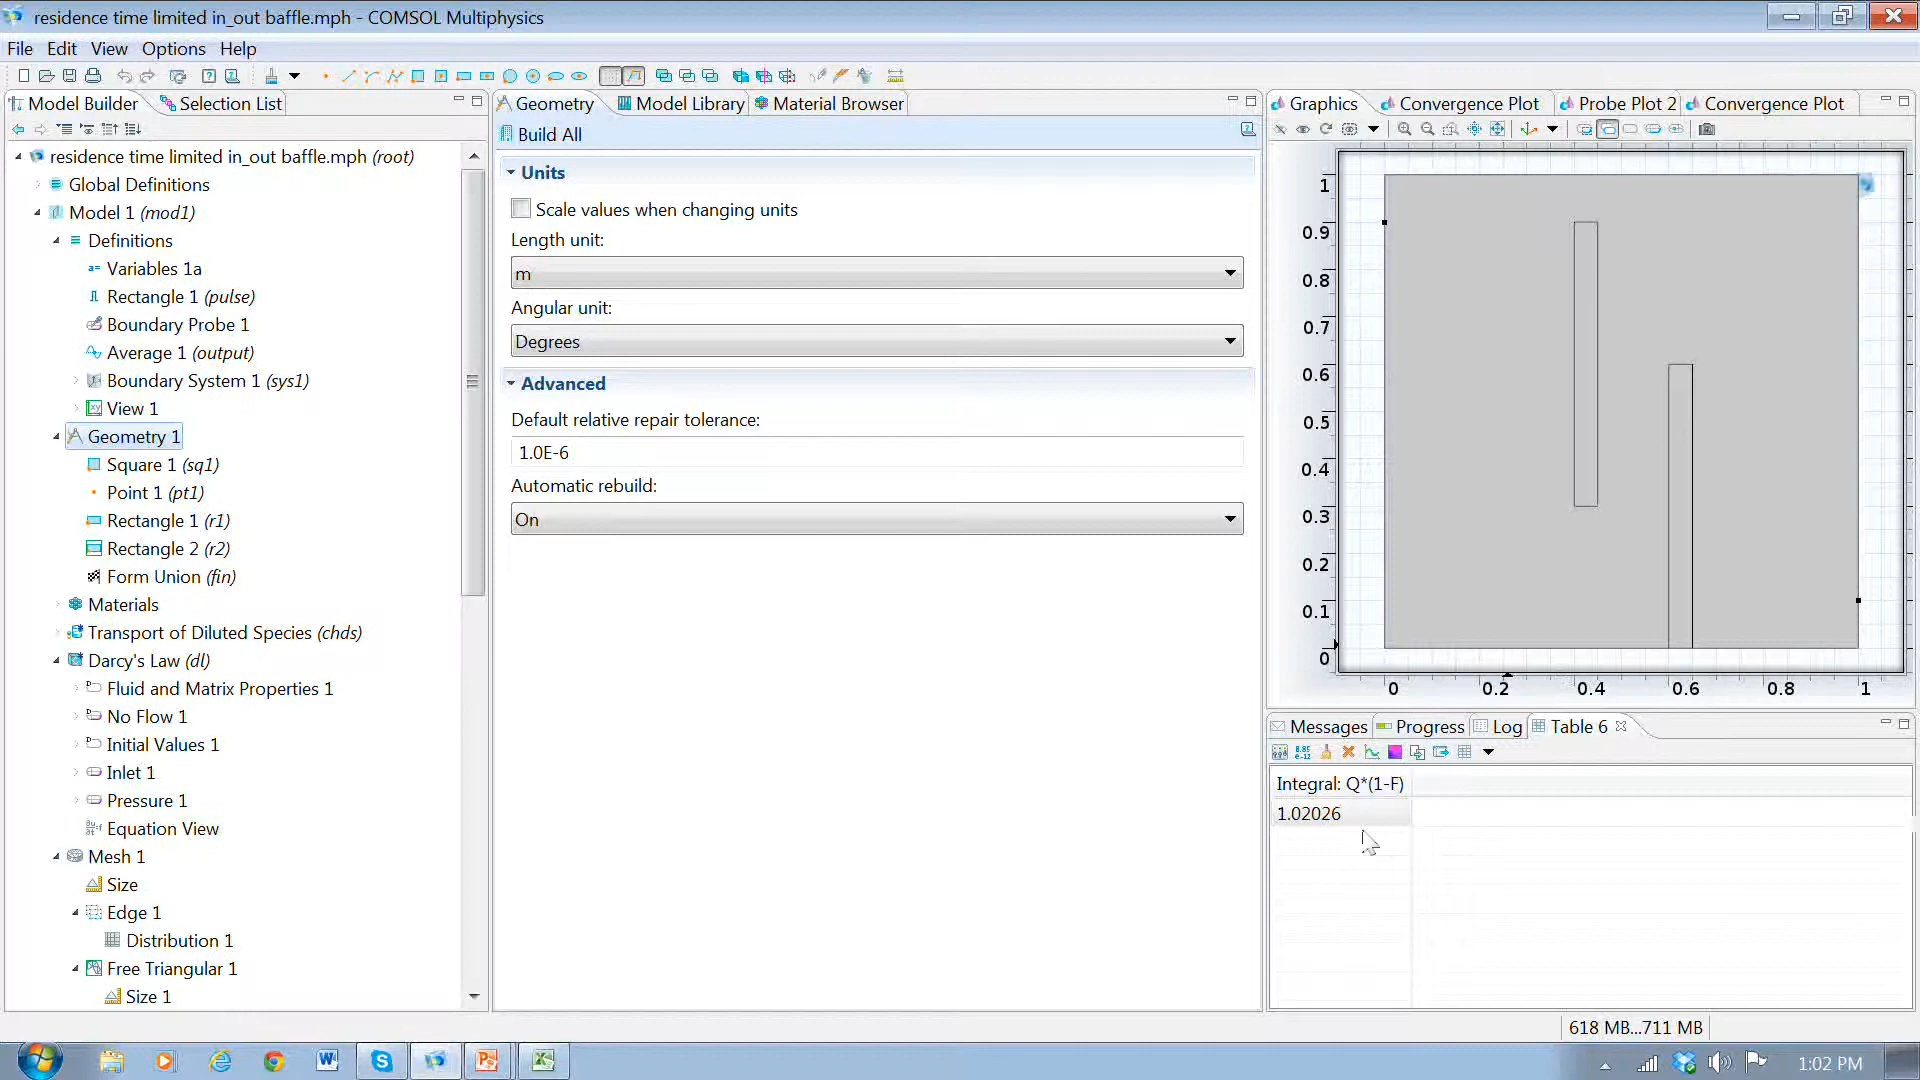 residence time limited in_out baffle.mph - COMSOL Multiphysics
File Edit View Options Help
Model Builder Selection List
residence time limited in_out baffle.mph (root)
Global Definitions
Model 1 (mod1)
Definitions
a= Variables 1a
Rectangle 1 (pulse)
Boundary Probe 1
Average 1 (output)
Boundary System 1 (sys1)
View 1
Geometry 1
Square 1 (sq1)
Point 1 (pt1)
Rectangle 1 (r1)
Rectangle 2 (r2)
Form Union (fin)
Materials
Transport of Diluted Species (chds)
Darcy's Law (dl)
Fluid and Matrix Properties 1
No Flow 1
Initial Values 1
Inlet 1
Pressure 1
Equation View
Mesh 1
Size
Edge 1
Distribution 1
Free Triangular 1
Size 1
Geometry Model Library Material Browser
Build All
Units
Scale values when changing units
Length unit:
m
Angular unit:
Degrees
Advanced
Default relative repair tolerance:
1.0E-6
Automatic rebuild:
On
Graphics Convergence Plot Probe Plot 2 Convergence Plot
1
0.9
0.8
0.7
0.6
0.5
0.4
0.3
0.2
0.1
0
0 0.2 0.4 0.6 0.8 1
Messages Progress Log Table 6
8.85
e-12
Integral: Q*(1-F)
1.02026
618 MB...711 MB
1:02 PM